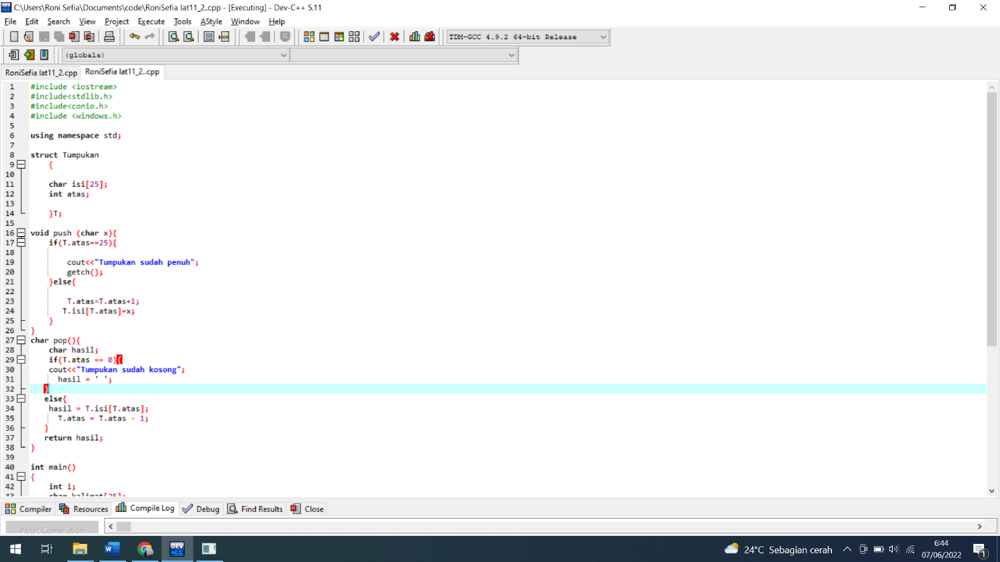 C:\Users\Roni Sefia\Documents\code\RoniSefia lat11_2..cpp - [Executing] - Dev-C++ 5.11
File Edit Search View Project Execute Tools AStyle Window Help
TDM-GCC 4.9.2 64-bit Release
(globals)
RoniSefia lat11_2.cpp RoniSefia lat11_2..cpp
1 #include <iostream>
2 #include<stdlib.h>
3 #include<conio.h>
4 #include <windows.h>
5
6 using namespace std;
7
8 struct Tumpukan
9 {
10
11 char isi[25];
12 int atas;
13
14 }T;
15
16 void push (char x){
17 if(T.atas==25){
18
19 cout<<"Tumpukan sudah penuh";
20 getch();
21 }else{
22
23 T.atas=T.atas+1;
24 T.isi[T.atas]=x;
25 }
26 }
27 char pop(){
28 char hasil;
29 if(T.atas == 0){
30 cout<<"Tumpukan sudah kosong";
31 hasil = ' ';
32 }
33 else{
34 hasil = T.isi[T.atas];
35 T.atas = T.atas - 1;
36 }
37 return hasil;
38 }
39
40 int main()
41 {
42 int i;
43 char kalimat[25];
Compiler Resources Compile Log Debug Find Results Close
Abort Compilation
DEV
24°C Sebagian cerah 6:44
07/06/2022 1